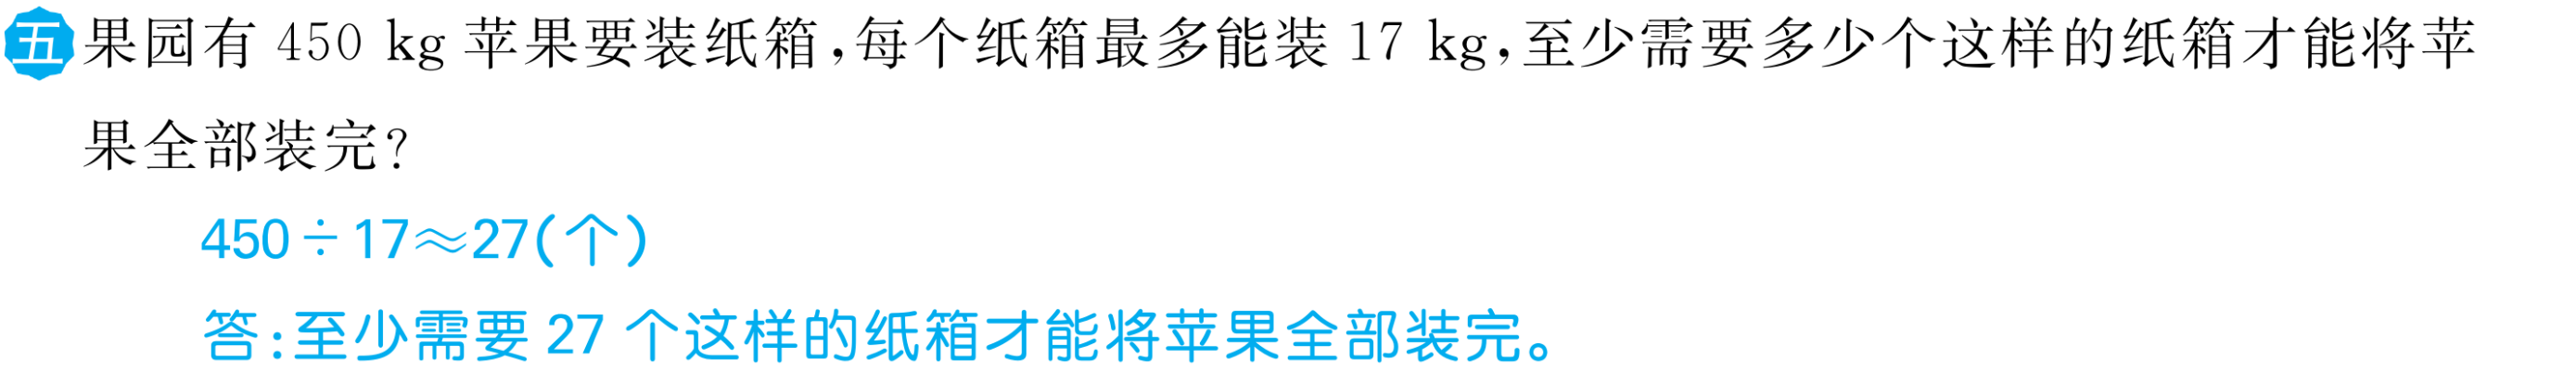 五 果园有 450 kg 苹果要装纸箱,每个纸箱最多能装 17 kg,至少需要多少个这样的纸箱才能将苹
果全部装完?
450÷17≈27(个)
答:至少需要 27 个这样的纸箱才能将苹果全部装完。